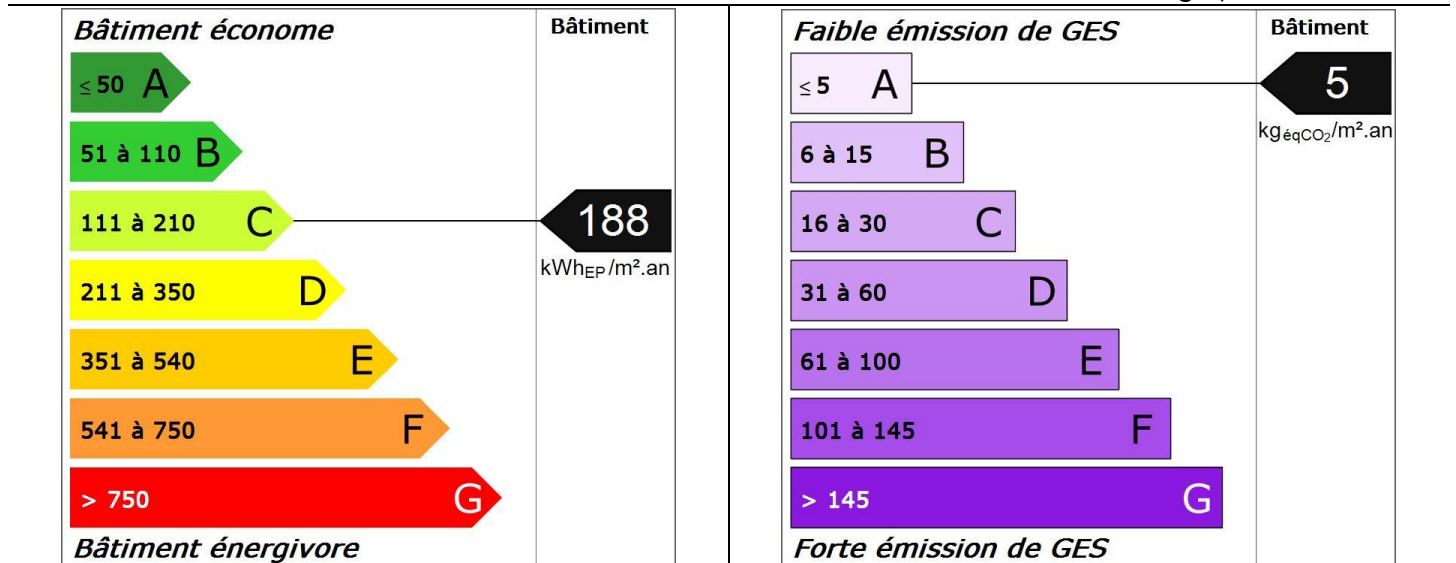 Bâtiment économe
Bâtiment
≤ 50 A
51 à 110 B
111 à 210 C
188
kWhEP/m².an
211 à 350 D
351 à 540 E
541 à 750 F
> 750 G
Bâtiment énergivore
Faible émission de GES
Bâtiment
≤ 5 A
5
kgéqCO₂/m².an
6 à 15 B
16 à 30 C
31 à 60 D
61 à 100 E
101 à 145 F
> 145 G
Forte émission de GES